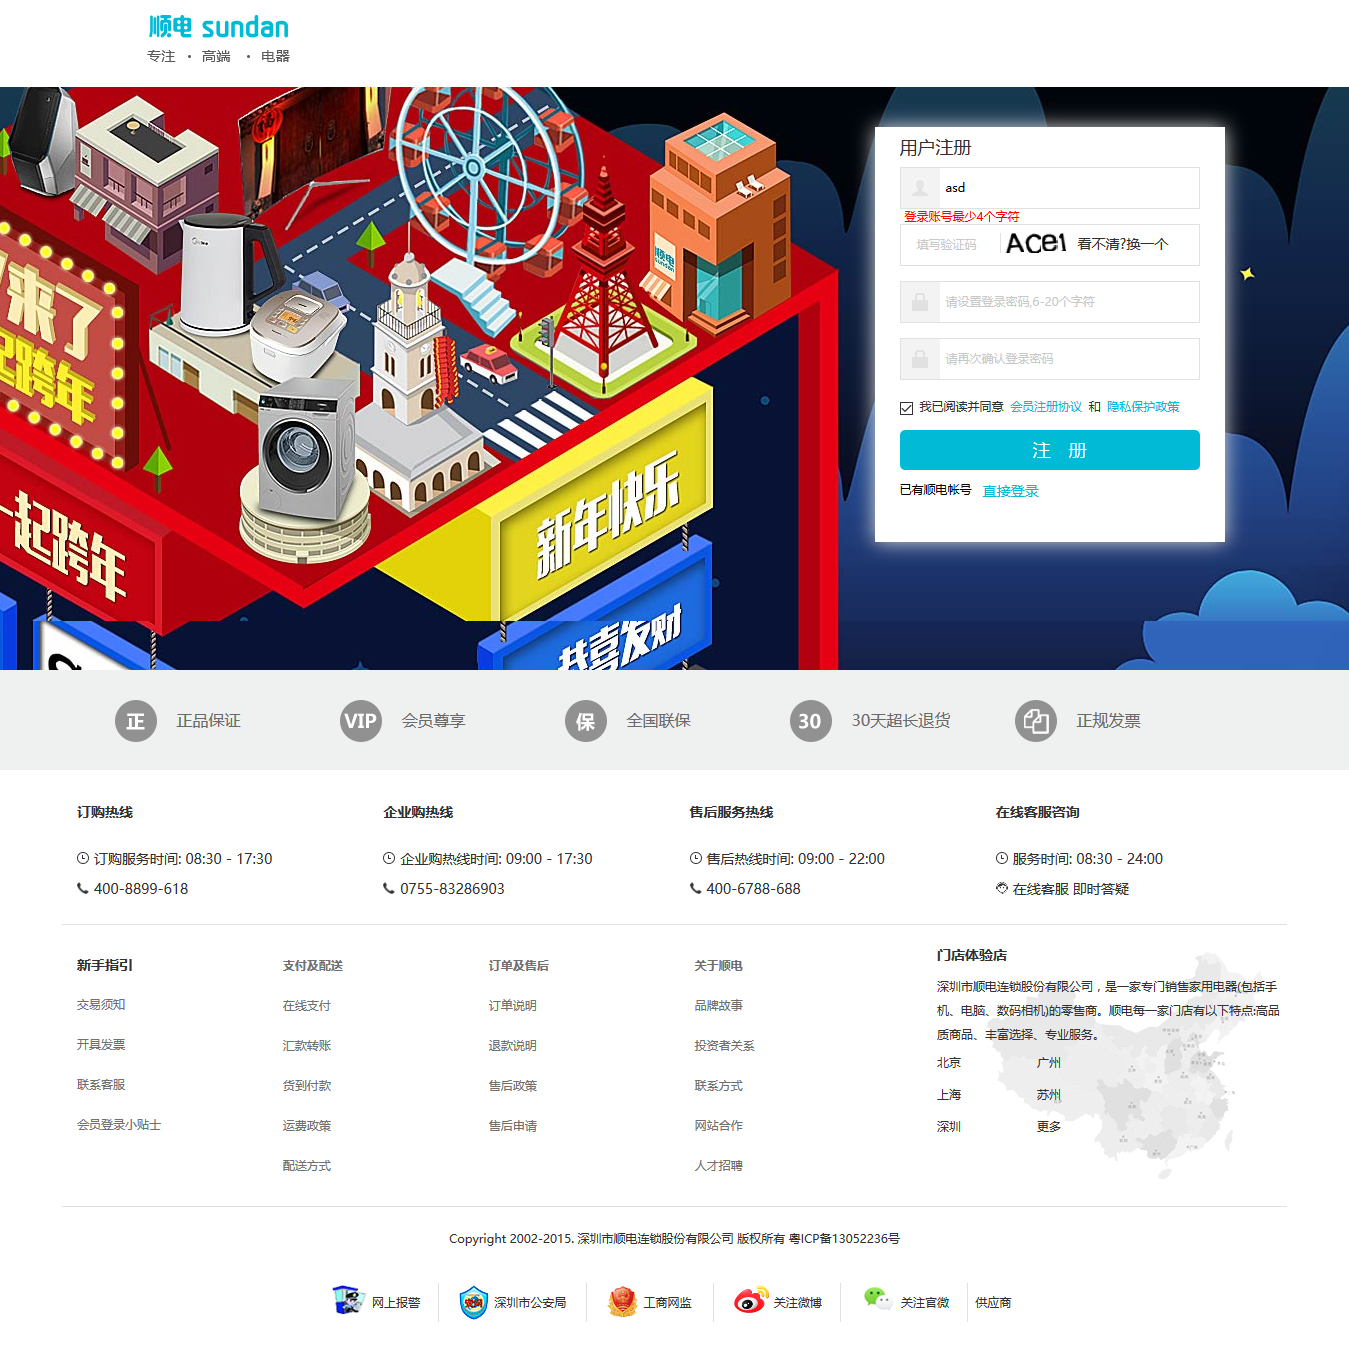 顺电 sundan
专注 · 高端 · 电器
来了
跨年
一起跨年
新年快乐
恭喜发财
顺电
sundan
用户注册
asd
登录账号最少4个字符
填写验证码 ACe1 看不清?换一个
请设置登录密码,6-20个字符
请再次确认登录密码
我已阅读并同意 会员注册协议 和 隐私保护政策
注 册
已有顺电帐号 直接登录
正 正品保证 VIP 会员尊享 保 全国联保 30 30天超长退货 正规发票
订购热线 企业购热线 售后服务热线 在线客服咨询
订购服务时间: 08:30 - 17:30 企业购热线时间: 09:00 - 17:30 售后热线时间: 09:00 - 22:00 服务时间: 08:30 - 24:00
400-8899-618 0755-83286903 400-6788-688 在线客服 即时答疑
新手指引 支付及配送 订单及售后 关于顺电
交易须知 在线支付 订单说明 品牌故事
开具发票 汇款转账 退款说明 投资者关系
联系客服 货到付款 售后政策 联系方式
会员登录小贴士 运费政策 售后申请 网站合作
配送方式 人才招聘
门店体验店
深圳市顺电连锁股份有限公司，是一家专门销售家用电器(包括手
机、电脑、数码相机)的零售商。顺电每一家门店有以下特点:高品
质商品、丰富选择、专业服务。
北京 广州
上海 苏州
深圳 更多
Copyright 2002-2015. 深圳市顺电连锁股份有限公司 版权所有 粤ICP备13052236号
网上报警 深圳市公安局 工商网监 关注微博 关注官微 供应商